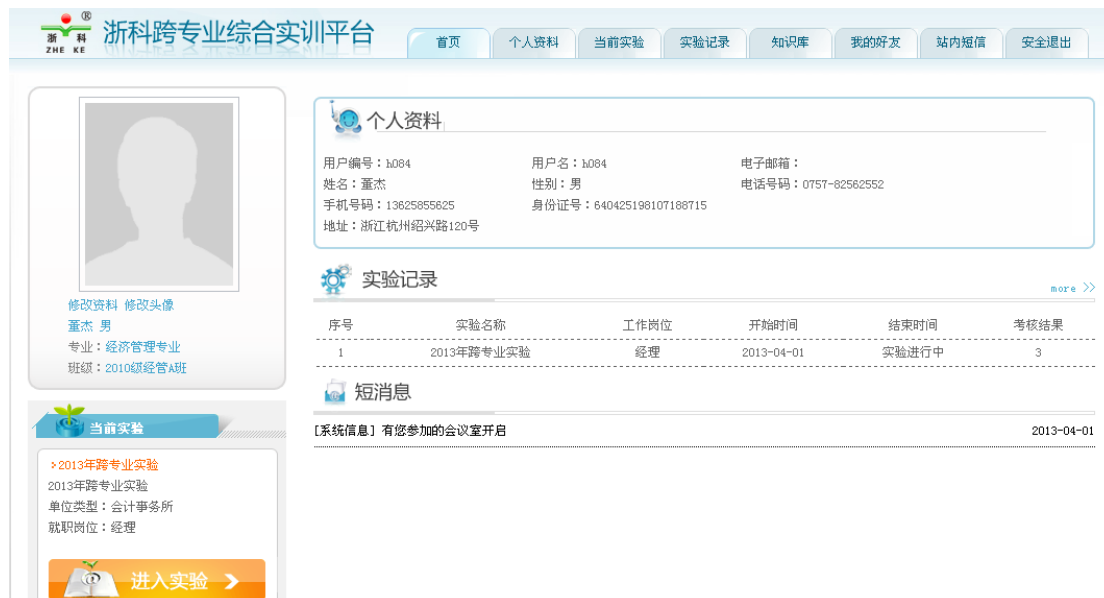 浙 科 ®
ZHE KE
浙科跨专业综合实训平台
首页 个人资料 当前实验 实验记录 知识库 我的好友 站内短信 安全退出
修改资料 修改头像
董杰 男
专业：经济管理专业
班级：2010级经管A班
当前实验
>2013年跨专业实验
2013年跨专业实验
单位类型：会计事务所
就职岗位：经理
进入实验
个人资料
用户编号：h084 用户名：h084 电子邮箱：
姓名：董杰 性别：男 电话号码：0757-82562552
手机号码：13625855625 身份证号：640425198107188715
地址：浙江杭州绍兴路120号
实验记录
more >>
序号 实验名称 工作岗位 开始时间 结束时间 考核结果
1 2013年跨专业实验 经理 2013-04-01 实验进行中 3
短消息
[系统信息] 有您参加的会议室开启 2013-04-01